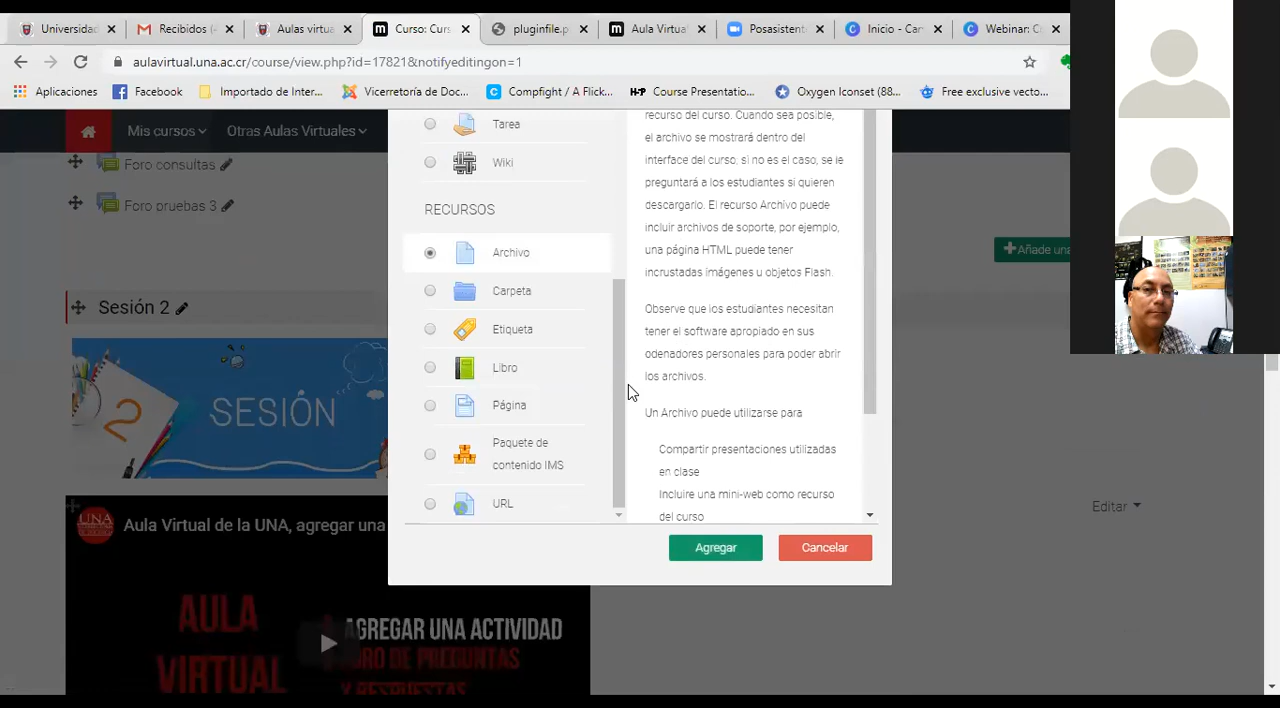 Universidad
Recibidos (
Aulas virtua
Curso: Curs
pluginfile.p
Aula Virtual
Posasistent
Inicio - Can
Webinar: C
aulavirtual.una.ac.cr/course/view.php?id=17821&notifyeditingon=1
Aplicaciones
Facebook
Importado de Inter...
Vicerretoría de Doc...
Compfight / A Flick...
H-P Course Presentatio...
Oxygen Iconset (88...
Free exclusive vecto...
Mis cursos
Otras Aulas Virtuales
Foro consultas
Foro pruebas 3
Sesión 2
2 SESIÓN
UNA
Aula Virtual de la UNA, agregar una
AULA
VIRTUAL
AGREGAR UNA ACTIVIDAD
FORO DE PREGUNTAS
Y RESPUESTAS
Tarea
Wiki
RECURSOS
Archivo
Carpeta
Etiqueta
Libro
Página
Paquete de
contenido IMS
URL
recurso del curso. Cuando sea posible,
el archivo se mostrará dentro del
interface del curso; si no es el caso, se le
preguntará a los estudiantes si quieren
descargarlo. El recurso Archivo puede
incluir archivos de soporte, por ejemplo,
una página HTML puede tener
incrustadas imágenes u objetos Flash.
Observe que los estudiantes necesitan
tener el software apropiado en sus
odenadores personales para poder abrir
los archivos.
Un Archivo puede utilizarse para
Compartir presentaciones utilizadas
en clase
Incluire una mini-web como recurso
del curso
Agregar
Cancelar
Añade una
Editar